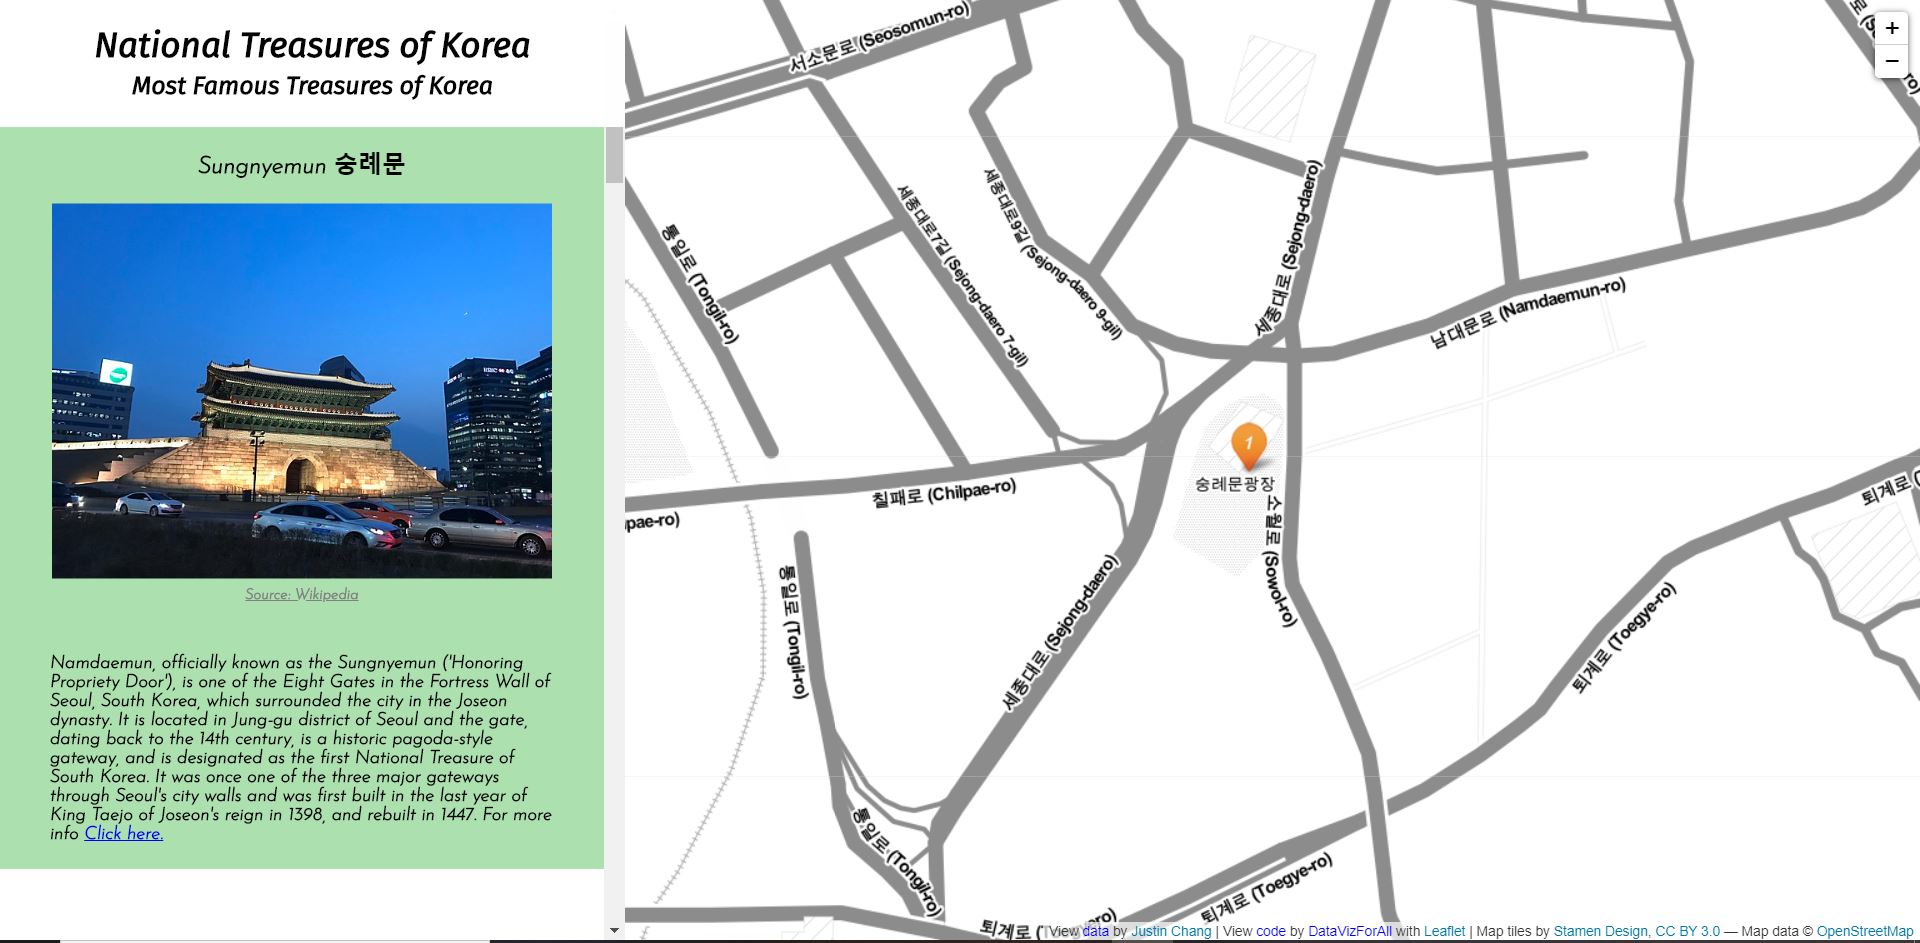 National Treasures of Korea
Most Famous Treasures of Korea
Sungnyemun 숭례문
Source: Wikipedia
Namdaemun, officially known as the Sungnyemun ('Honoring
Propriety Door'), is one of the Eight Gates in the Fortress Wall of
Seoul, South Korea, which surrounded the city in the Joseon
dynasty. It is located in Jung-gu district of Seoul and the gate,
dating back to the 14th century, is a historic pagoda-style
gateway, and is designated as the first National Treasure of
South Korea. It was once one of the three major gateways
through Seoul's city walls and was first built in the last year of
King Taejo of Joseon's reign in 1398, and rebuilt in 1447. For more
info Click here.
서소문로 (Seosomun-ro)
+
−
세종대로7길 (Sejong-daero 7-gil)
세종대로9길 (Sejong-daero 9-gil)
세종대로 (Sejong-daero)
통일로 (Tongil-ro)
남대문로 (Namdaemun-ro)
1
숭례문광장
칠패로 (Chilpae-ro)
pae-ro)
소월로 (Sowol-ro)
퇴계로 (
통일로 (Tongil-ro)
세종대로 (Sejong-daero)
퇴계로 (Toegye-ro)
통일로 (Tongil-ro)
퇴계로 (Toegye-ro)
퇴계로 (T
View data by Justin Chang | View code by DataVizForAll with Leaflet | Map tiles by Stamen Design, CC BY 3.0 — Map data © OpenStreetMap